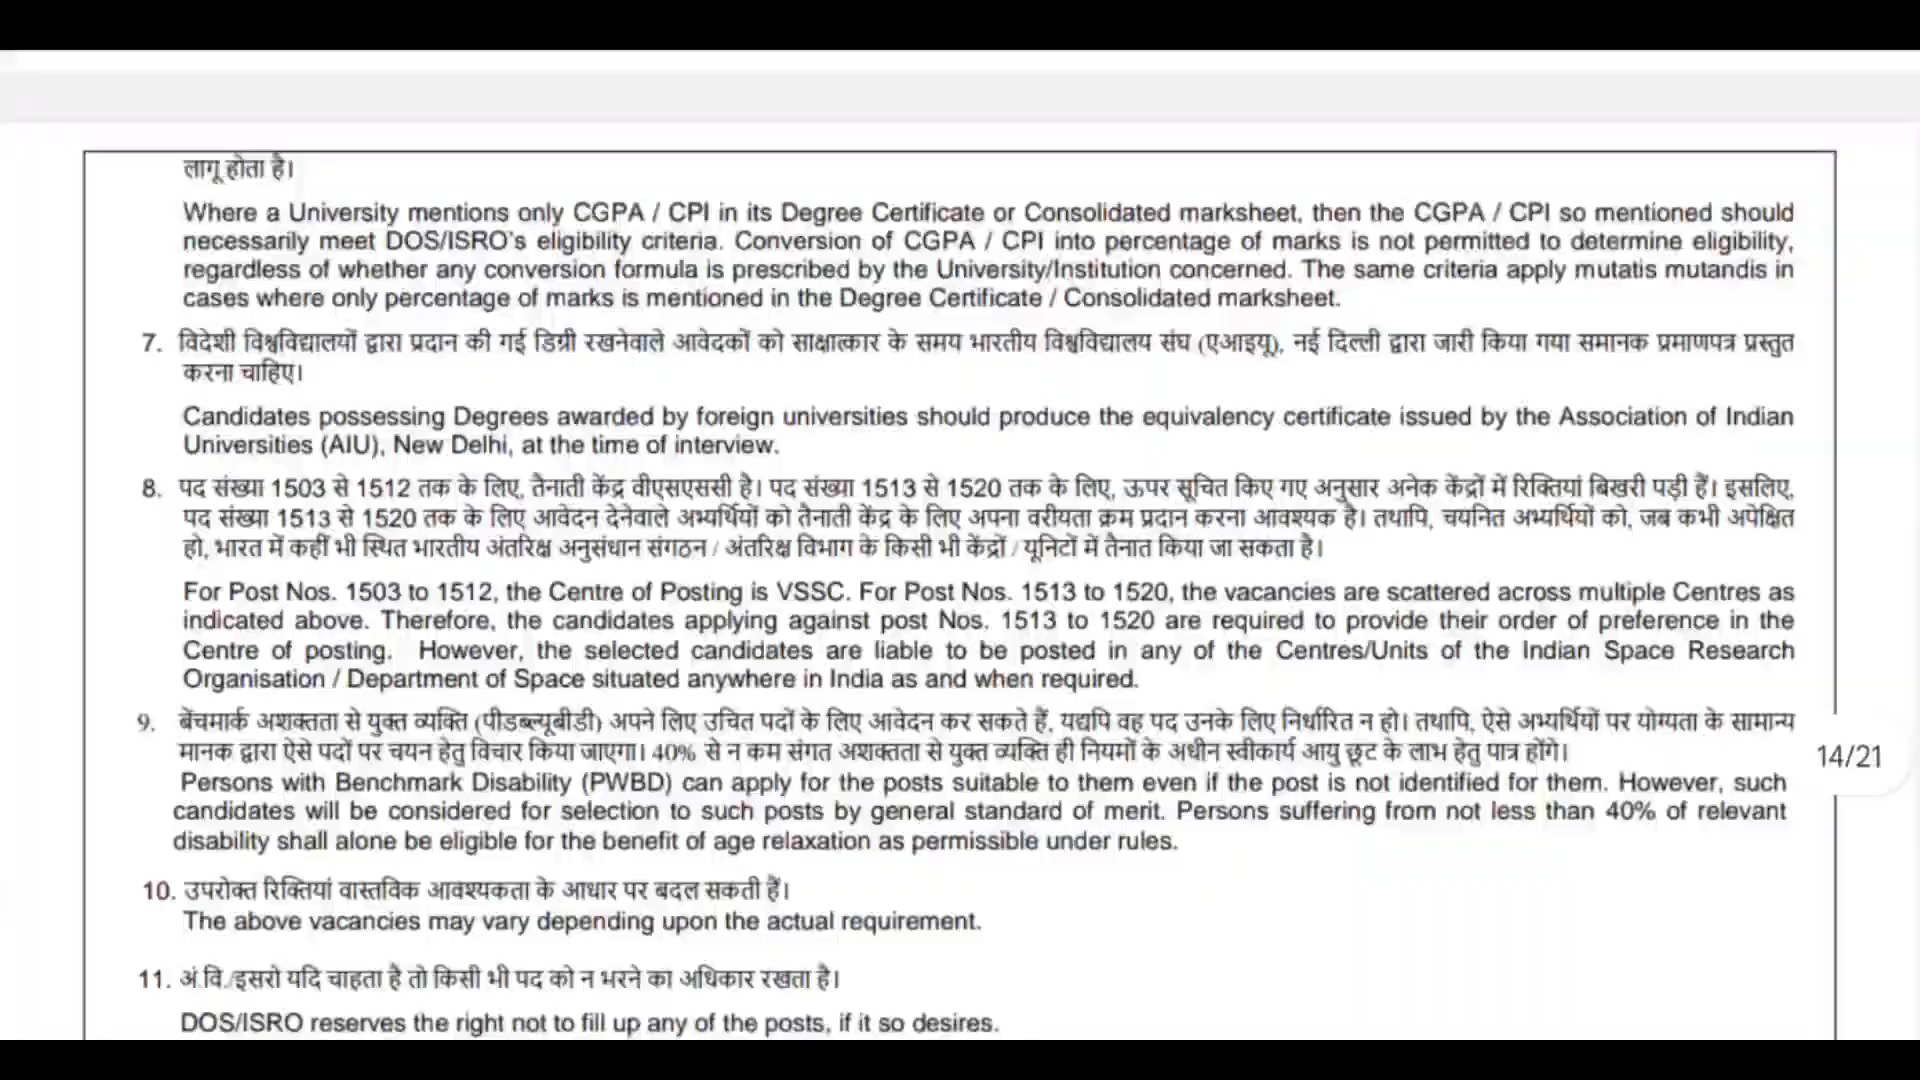 लागू होता है।
Where a University mentions only CGPA / CPI in its Degree Certificate or Consolidated marksheet, then the CGPA / CPI so mentioned should
necessarily meet DOS/ISRO's eligibility criteria. Conversion of CGPA / CPI into percentage of marks is not permitted to determine eligibility,
regardless of whether any conversion formula is prescribed by the University/Institution concerned. The same criteria apply mutatis mutandis in
cases where only percentage of marks is mentioned in the Degree Certificate / Consolidated marksheet.
7. विदेशी विश्वविद्यालयों द्वारा प्रदान की गई डिग्री रखनेवाले आवेदकों को साक्षात्कार के समय भारतीय विश्वविद्यालय संघ (एआइयू), नई दिल्ली द्वारा जारी किया गया समानक प्रमाणपत्र प्रस्तुत
करना चाहिए।
Candidates possessing Degrees awarded by foreign universities should produce the equivalency certificate issued by the Association of Indian
Universities (AIU), New Delhi, at the time of interview.
8. पद संख्या 1503 से 1512 तक के लिए, तैनाती केंद्र वीएसएससी है। पद संख्या 1513 से 1520 तक के लिए, ऊपर सूचित किए गए अनुसार अनेक केंद्रों में रिक्तियां बिखरी पड़ी हैं। इसलिए,
पद संख्या 1513 से 1520 तक के लिए आवेदन देनेवाले अभ्यर्थियों को तैनाती केंद्र के लिए अपना वरीयता क्रम प्रदान करना आवश्यक है। तथापि, चयनित अभ्यर्थियों को, जब कभी अपेक्षित
हो, भारत में कहीं भी स्थित भारतीय अंतरिक्ष अनुसंधान संगठन / अंतरिक्ष विभाग के किसी भी केंद्रों / यूनिटों में तैनात किया जा सकता है।
For Post Nos. 1503 to 1512, the Centre of Posting is VSSC. For Post Nos. 1513 to 1520, the vacancies are scattered across multiple Centres as
indicated above. Therefore, the candidates applying against post Nos. 1513 to 1520 are required to provide their order of preference in the
Centre of posting. However, the selected candidates are liable to be posted in any of the Centres/Units of the Indian Space Research
Organisation / Department of Space situated anywhere in India as and when required.
9. बेंचमार्क अशक्तता से युक्त व्यक्ति (पीडब्ल्यूबीडी) अपने लिए उचित पदों के लिए आवेदन कर सकते हैं, यद्यपि वह पद उनके लिए निर्धारित न हो। तथापि, ऐसे अभ्यर्थियों पर योग्यता के सामान्य
मानक द्वारा ऐसे पदों पर चयन हेतु विचार किया जाएगा। 40% से न कम संगत अशक्तता से युक्त व्यक्ति ही नियमों के अधीन स्वीकार्य आयु छूट के लाभ हेतु पात्र होंगे।
14/21
Persons with Benchmark Disability (PWBD) can apply for the posts suitable to them even if the post is not identified for them. However, such
candidates will be considered for selection to such posts by general standard of merit. Persons suffering from not less than 40% of relevant
disability shall alone be eligible for the benefit of age relaxation as permissible under rules.
10. उपरोक्त रिक्तियां वास्तविक आवश्यकता के आधार पर बदल सकती हैं।
The above vacancies may vary depending upon the actual requirement.
11. अं.वि./इसरो यदि चाहता है तो किसी भी पद को न भरने का अधिकार रखता है।
DOS/ISRO reserves the right not to fill up any of the posts, if it so desires.